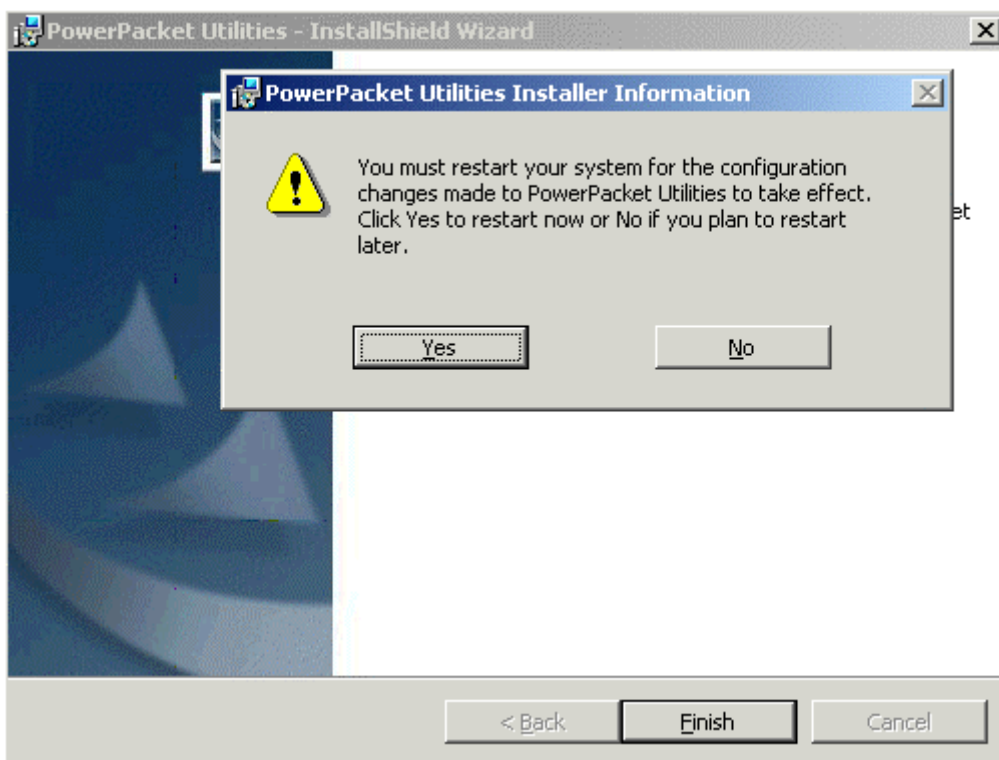 PowerPacket Utilities - InstallShield Wizard
PowerPacket Utilities Installer Information
You must restart your system for the configuration
changes made to PowerPacket Utilities to take effect.
Click Yes to restart now or No if you plan to restart
later.
et
Yes
No
< Back
Finish
Cancel